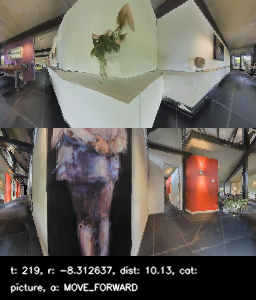 t: 219, r: -8.312637, dist: 10.13, cat:
picture, a: MOVE_FORWARD